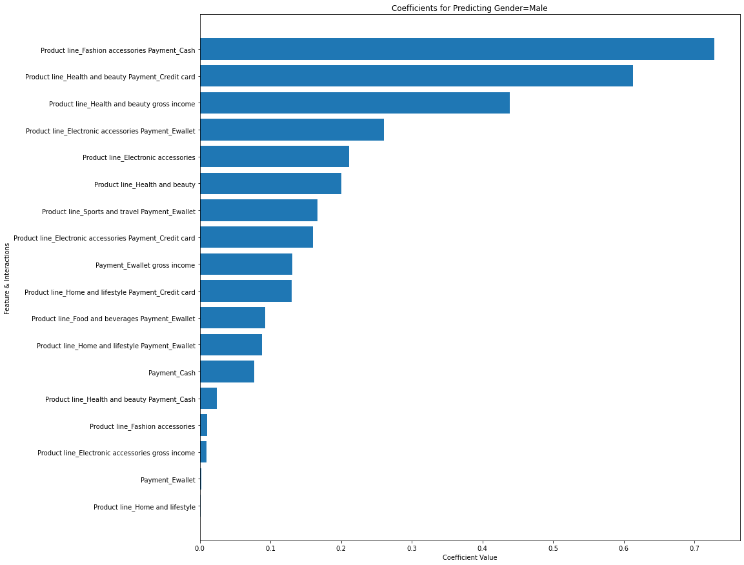 Coefficients for Predicting Gender=Male
Product line_Fashion accessories Payment_Cash
Product line_Health and beauty Payment_Credit card
Product line_Health and beauty gross income
Product line_Electronic accessories Payment_Ewallet
Product line_Electronic accessories
Product line_Health and beauty
Product line_Sports and travel Payment_Ewallet
Product line_Electronic accessories Payment_Credit card
Payment_Ewallet gross income
Product line_Home and lifestyle Payment_Credit card
Product line_Food and beverages Payment_Ewallet
Product line_Home and lifestyle Payment_Ewallet
Payment_Cash
Product line_Health and beauty Payment_Cash
Product line_Fashion accessories
Product line_Electronic accessories gross income
Payment_Ewallet
Product line_Home and lifestyle
Feature & Interactions
0.0 0.1 0.2 0.3 0.4 0.5 0.6 0.7
Coefficient Value